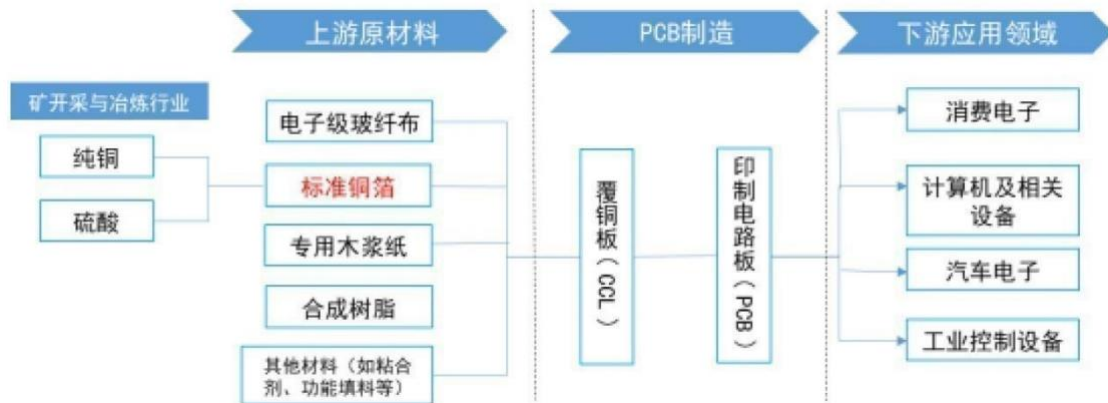 上游原材料
PCB制造
下游应用领域
矿开采与冶炼行业
纯铜
硫酸
电子级玻纤布
标准铜箔
专用木浆纸
合成树脂
其他材料（如粘合
剂、功能填料等）
覆铜板（CCL）
印制电路板（PCB）
消费电子
计算机及相关
设备
汽车电子
工业控制设备